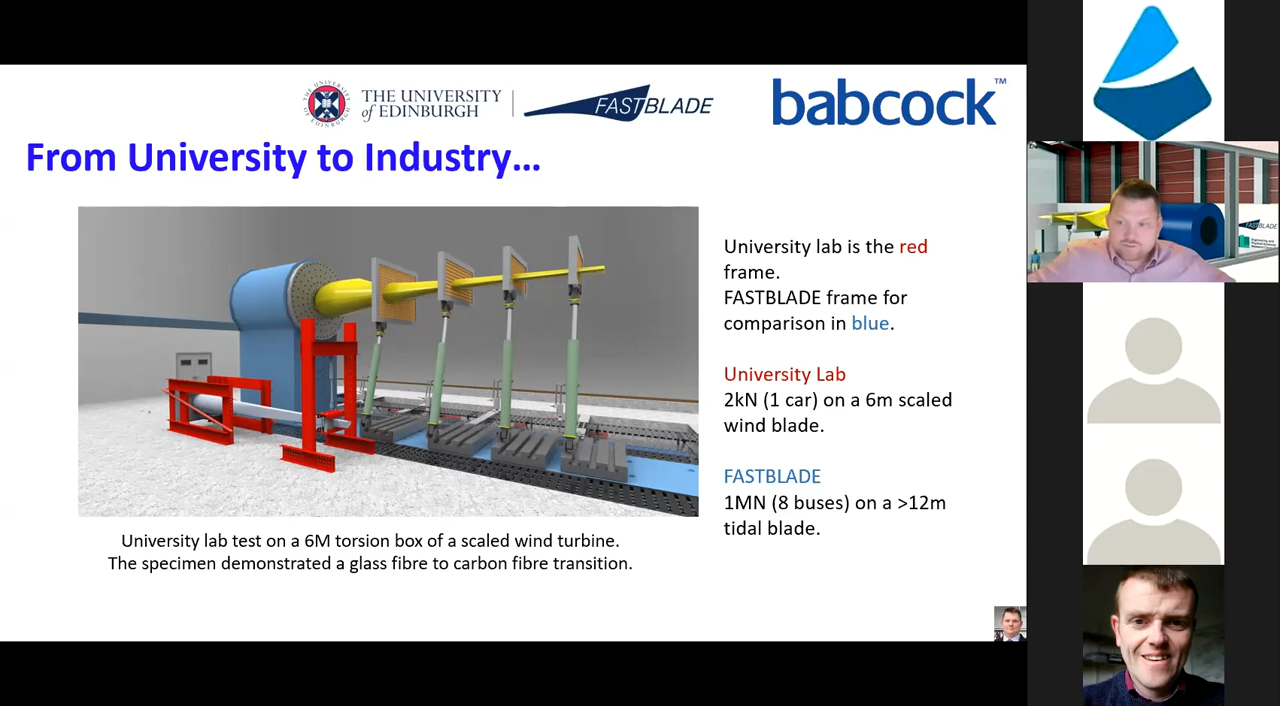 THE UNIVERSITY
of EDINBURGH
FASTBLADE
babcock™
From University to Industry...
University lab is the red
frame.
FASTBLADE frame for
comparison in blue.
University Lab
2kN (1 car) on a 6m scaled
wind blade.
FASTBLADE
1MN (8 buses) on a >12m
tidal blade.
University lab test on a 6M torsion box of a scaled wind turbine.
The specimen demonstrated a glass fibre to carbon fibre transition.
FASTBLADE